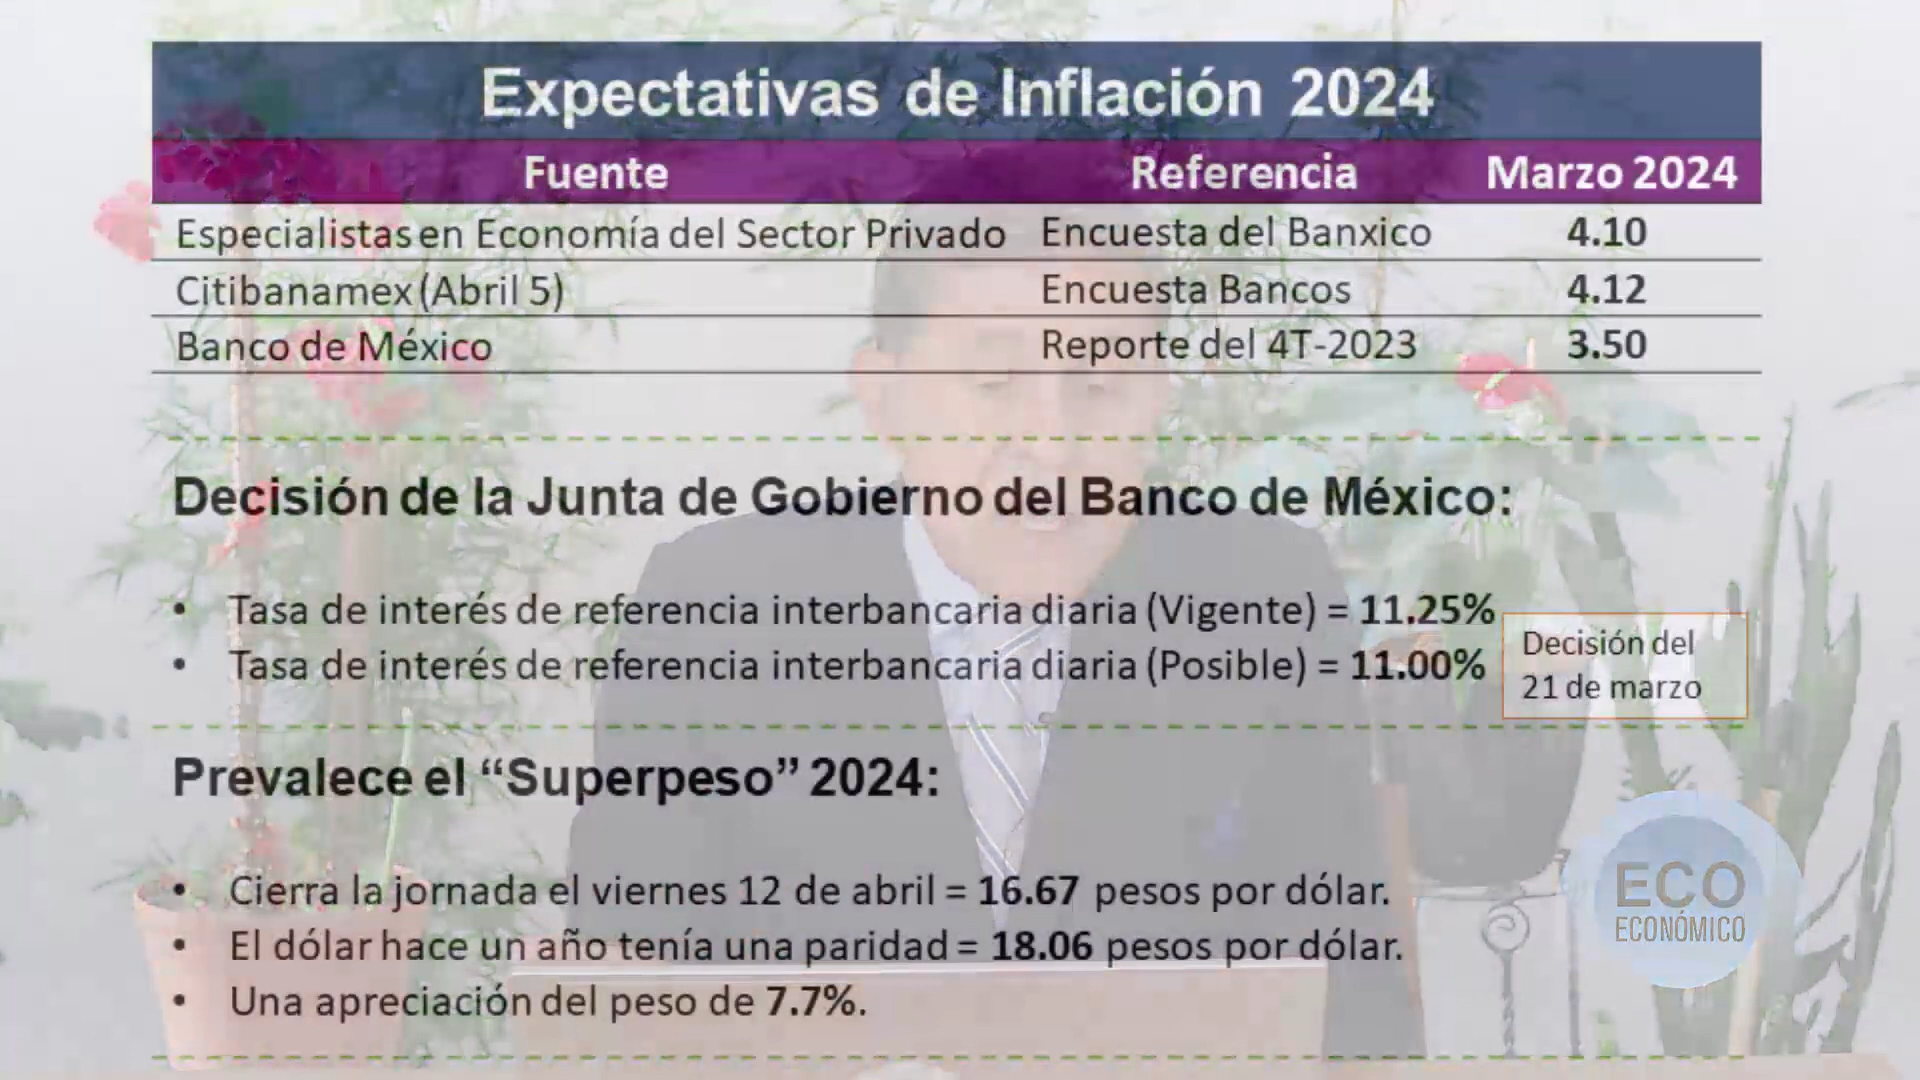 Expectativas de Inflación 2024
Fuente Referencia Marzo 2024
Especialistas en Economía del Sector Privado Encuesta del Banxico 4.10
Citibanamex (Abril 5) Encuesta Bancos 4.12
Banco de México Reporte del 4T-2023 3.50
Decisión de la Junta de Gobierno del Banco de México:
• Tasa de interés de referencia interbancaria diaria (Vigente) = 11.25%
• Tasa de interés de referencia interbancaria diaria (Posible) = 11.00%
Decisión del
21 de marzo
Prevalece el “Superpeso” 2024:
• Cierra la jornada el viernes 12 de abril = 16.67 pesos por dólar.
• El dólar hace un año tenía una paridad = 18.06 pesos por dólar.
• Una apreciación del peso de 7.7%.
ECO
ECONÓMICO